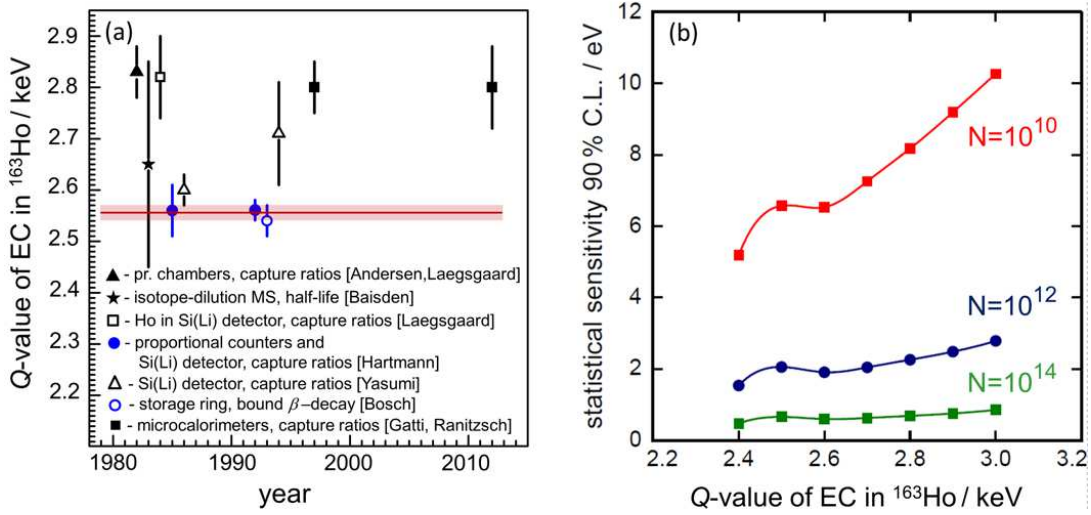 (a)
Q-value of EC in ¹⁶³Ho / keV
2.9
2.8
2.7
2.6
2.5
2.4
2.3
2.2
- pr. chambers, capture ratios [Andersen,Laegsgaard]
- isotope-dilution MS, half-life [Baisden]
- Ho in Si(Li) detector, capture ratios [Laegsgaard]
- proportional counters and
Si(Li) detector, capture ratios [Hartmann]
- Si(Li) detector, capture ratios [Yasumi]
- storage ring, bound β−decay [Bosch]
- microcalorimeters, capture ratios [Gatti, Ranitzsch]
1980 1990 2000 2010
year
(b)
statistical sensitivity 90 % C.L. / eV
12
10
8
6
4
2
0
N=10¹⁰
N=10¹²
N=10¹⁴
2.2 2.4 2.6 2.8 3.0 3.2
Q-value of EC in ¹⁶³Ho / keV